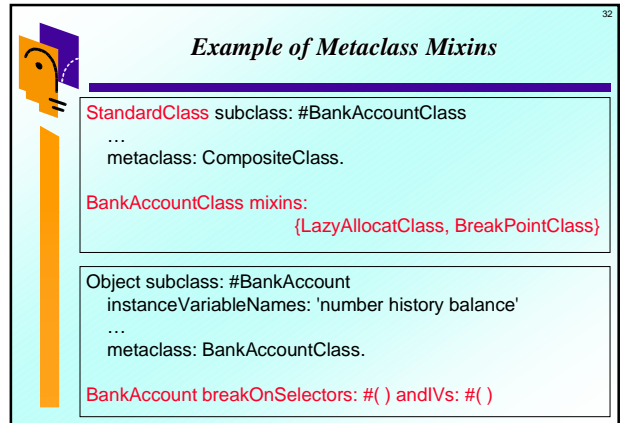 32
Example of Metaclass Mixins
StandardClass subclass: #BankAccountClass
…
metaclass: CompositeClass.
BankAccountClass mixins:
{LazyAllocatClass, BreakPointClass}
Object subclass: #BankAccount
instanceVariableNames: 'number history balance'
…
metaclass: BankAccountClass.
BankAccount breakOnSelectors: #( ) andIVs: #( )